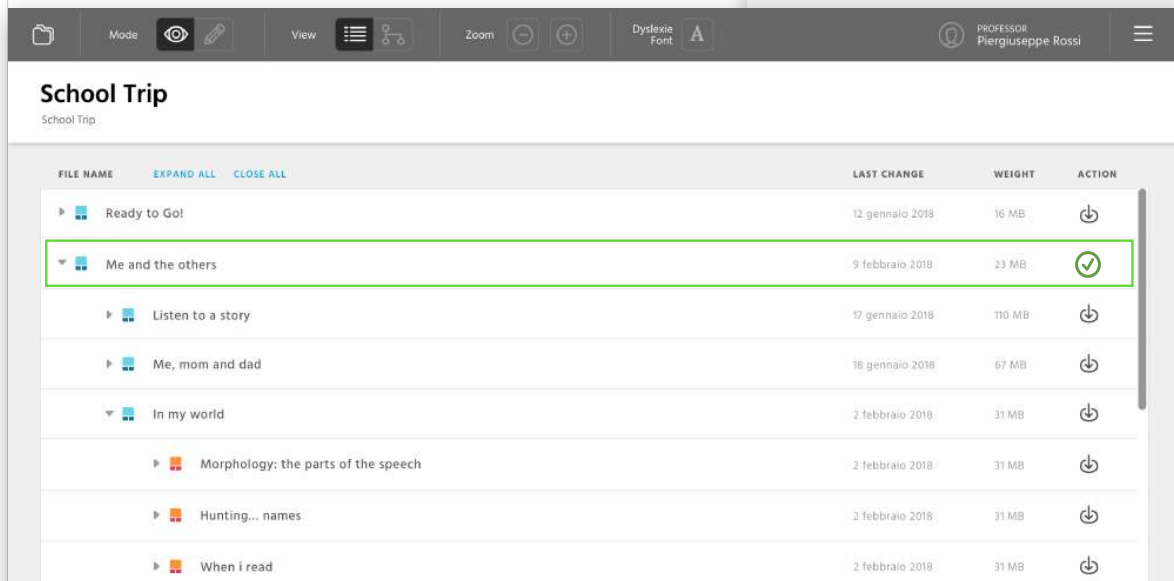 Mode View Zoom Dyslexie Font A PROFESSOR
Piergiuseppe Rossi
School Trip
School Trip
FILE NAME EXPAND ALL CLOSE ALL LAST CHANGE WEIGHT ACTION
Ready to Go! 12 gennaio 2018 16 MB
Me and the others 9 febbraio 2018 23 MB
Listen to a story 17 gennaio 2018 110 MB
Me, mom and dad 18 gennaio 2018 67 MB
In my world 2 febbraio 2018 31 MB
Morphology: the parts of the speech 2 febbraio 2018 31 MB
Hunting... names 2 febbraio 2018 31 MB
When i read 2 febbraio 2018 31 MB